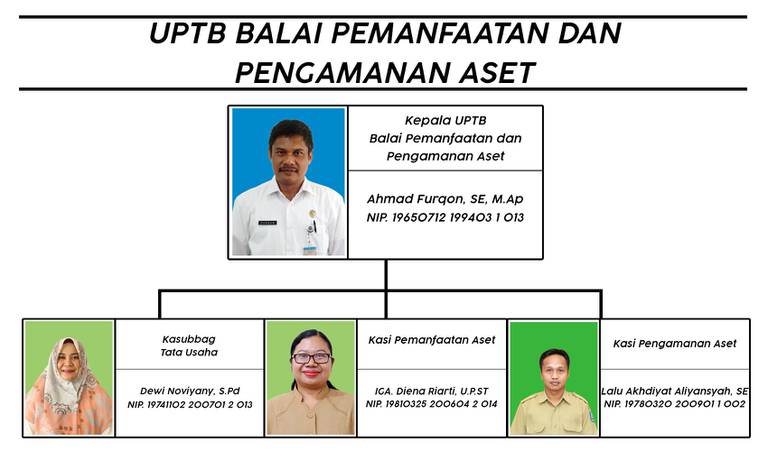 UPTB BALAI PEMANFAATAN DAN
PENGAMANAN ASET
Kepala UPTB
Balai Pemanfaatan dan
Pengamanan Aset
Ahmad Furqon, SE, M.Ap
NIP. 19650712 199403 1 013
Kasubbag
Tata Usaha
Dewi Noviyany, S.Pd
NIP. 19741102 200701 2 013
Kasi Pemanfaatan Aset
IGA. Diena Riarti, U.P.ST
NIP. 19810325 200604 2 014
Kasi Pengamanan Aset
Lalu Akhdiyat Aliyansyah, SE
NIP. 19780320 200901 1 002